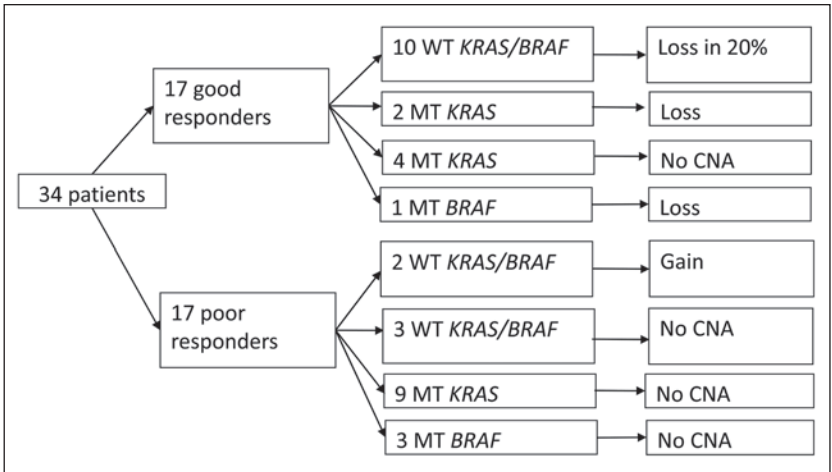 34 patients
17 good
responders
10 WT KRAS/BRAF
Loss in 20%
2 MT KRAS
Loss
4 MT KRAS
No CNA
1 MT BRAF
Loss
17 poor
responders
2 WT KRAS/BRAF
Gain
3 WT KRAS/BRAF
No CNA
9 MT KRAS
No CNA
3 MT BRAF
No CNA